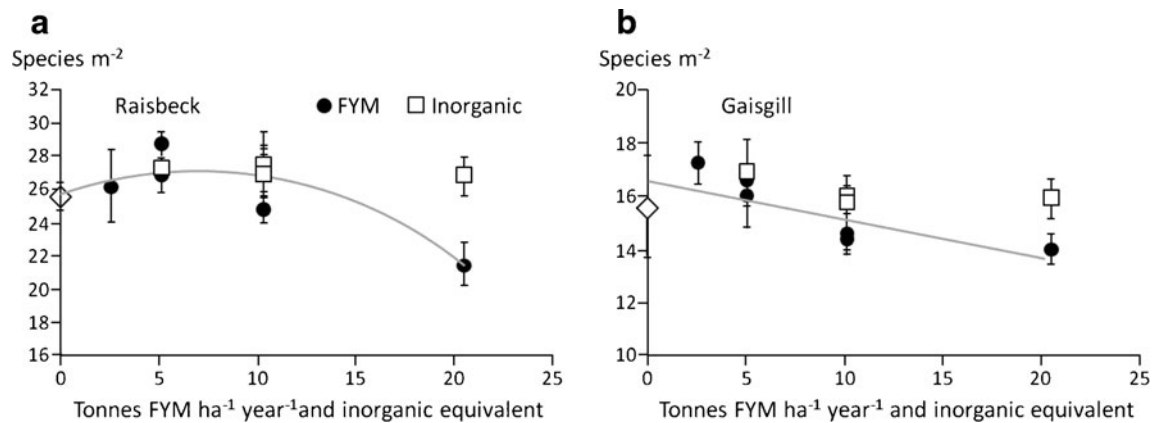 a
Species m⁻²
32
30
28
26
24
22
20
18
16
Raisbeck
FYM
Inorganic
0
5
10
15
20
25
Tonnes FYM ha⁻¹ year⁻¹and inorganic equivalent
b
Species m⁻²
20
18
16
14
12
10
Gaisgill
0
5
10
15
20
25
Tonnes FYM ha⁻¹ year⁻¹ and inorganic equivalent